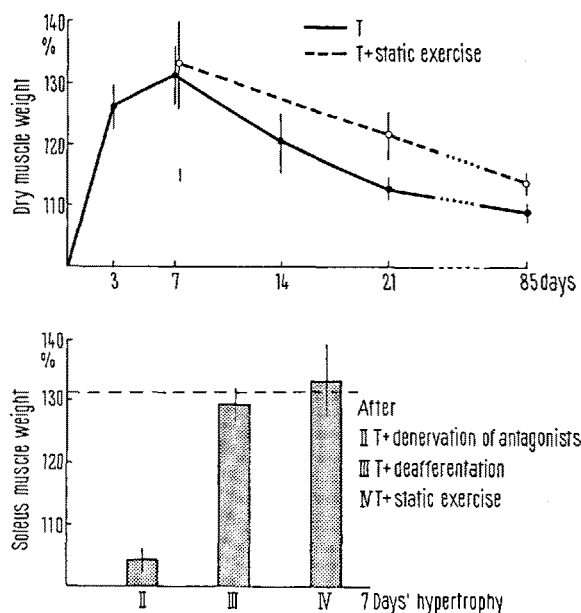 140
%
130
120
110
Dry muscle weight
T
T+static exercise
3 7 14 21 85 days
140
%
130
120
110
Soleus muscle weight
After
II T+denervation of antagonists
III T+deafferentation
IV T+static exercise
II III IV 7 Days' hypertrophy